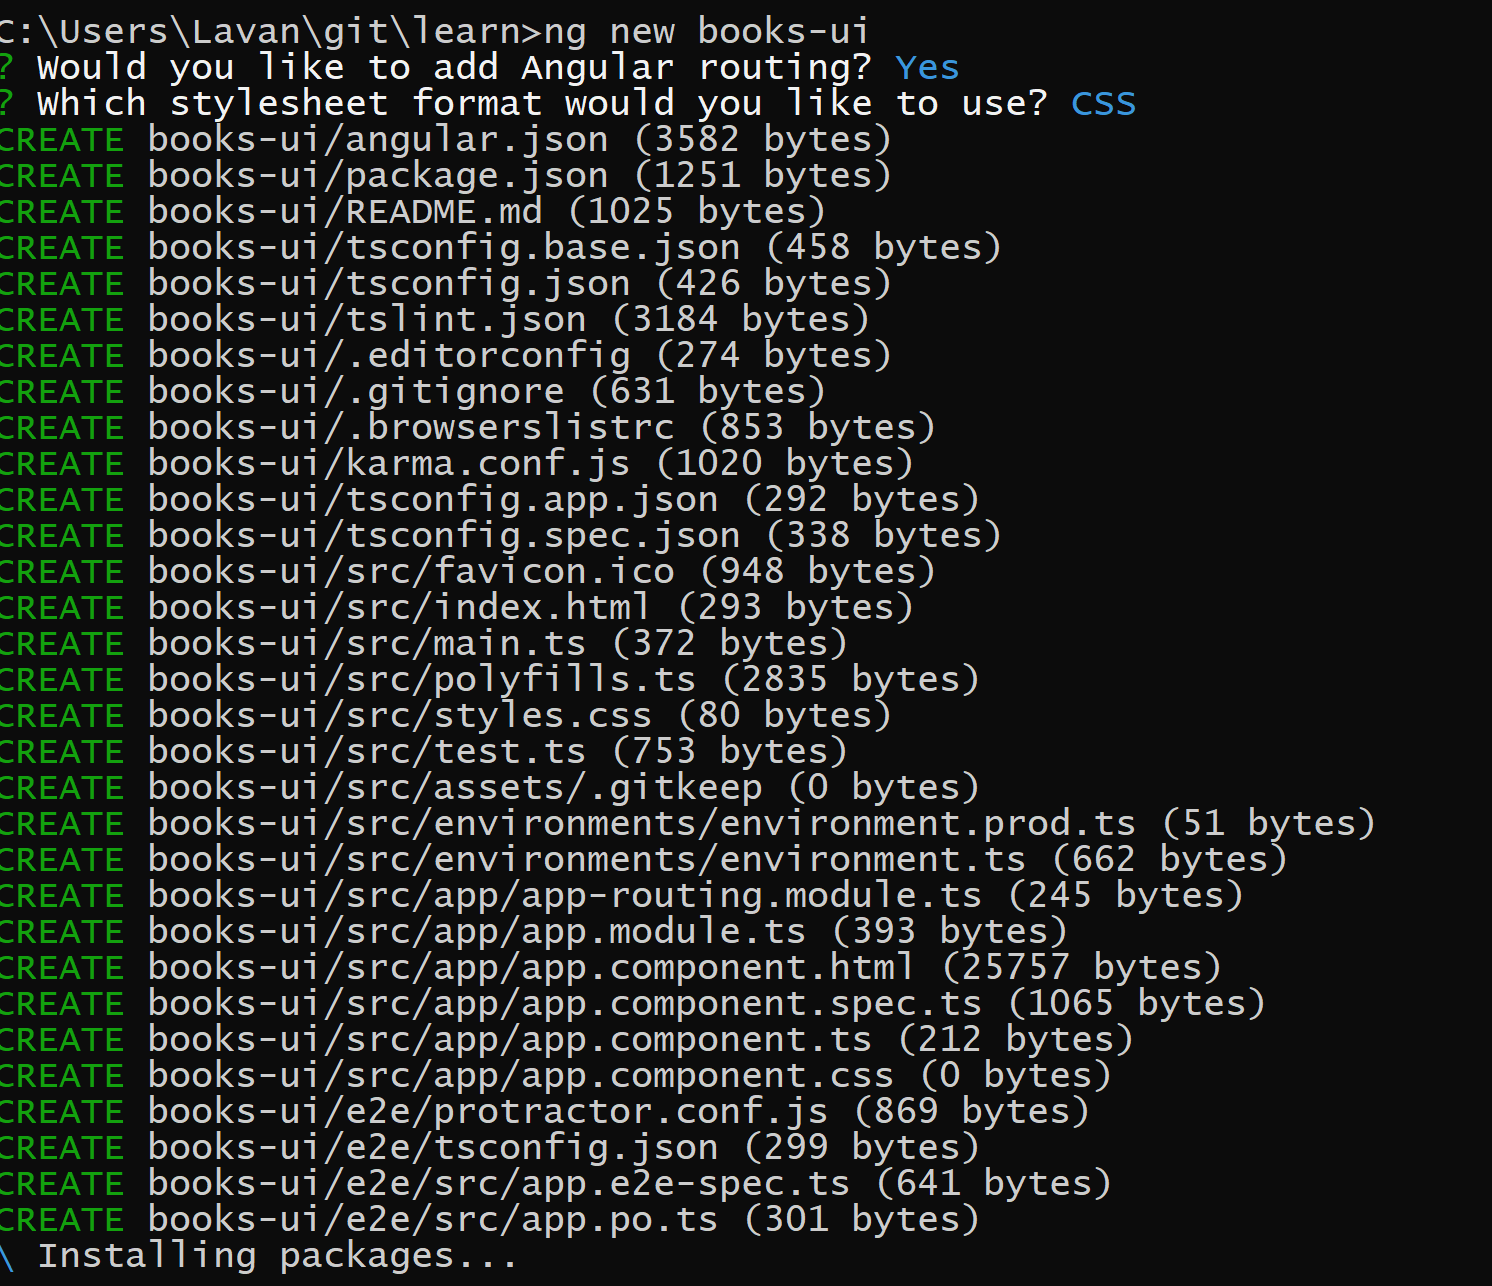 C:\Users\Lavan\git\learn>ng new books-ui
? Would you like to add Angular routing? Yes
? Which stylesheet format would you like to use? CSS
CREATE books-ui/angular.json (3582 bytes)
CREATE books-ui/package.json (1251 bytes)
CREATE books-ui/README.md (1025 bytes)
CREATE books-ui/tsconfig.base.json (458 bytes)
CREATE books-ui/tsconfig.json (426 bytes)
CREATE books-ui/tslint.json (3184 bytes)
CREATE books-ui/.editorconfig (274 bytes)
CREATE books-ui/.gitignore (631 bytes)
CREATE books-ui/.browserslistrc (853 bytes)
CREATE books-ui/karma.conf.js (1020 bytes)
CREATE books-ui/tsconfig.app.json (292 bytes)
CREATE books-ui/tsconfig.spec.json (338 bytes)
CREATE books-ui/src/favicon.ico (948 bytes)
CREATE books-ui/src/index.html (293 bytes)
CREATE books-ui/src/main.ts (372 bytes)
CREATE books-ui/src/polyfills.ts (2835 bytes)
CREATE books-ui/src/styles.css (80 bytes)
CREATE books-ui/src/test.ts (753 bytes)
CREATE books-ui/src/assets/.gitkeep (0 bytes)
CREATE books-ui/src/environments/environment.prod.ts (51 bytes)
CREATE books-ui/src/environments/environment.ts (662 bytes)
CREATE books-ui/src/app/app-routing.module.ts (245 bytes)
CREATE books-ui/src/app/app.module.ts (393 bytes)
CREATE books-ui/src/app/app.component.html (25757 bytes)
CREATE books-ui/src/app/app.component.spec.ts (1065 bytes)
CREATE books-ui/src/app/app.component.ts (212 bytes)
CREATE books-ui/src/app/app.component.css (0 bytes)
CREATE books-ui/e2e/protractor.conf.js (869 bytes)
CREATE books-ui/e2e/tsconfig.json (299 bytes)
CREATE books-ui/e2e/src/app.e2e-spec.ts (641 bytes)
CREATE books-ui/e2e/src/app.po.ts (301 bytes)
\ Installing packages...